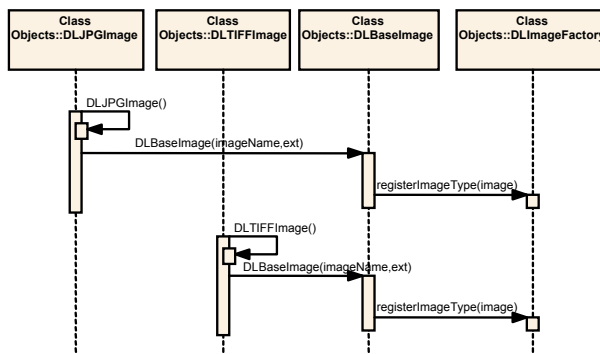 Class
Objects::DLJPGImage
Class
Objects::DLTIFFImage
Class
Objects::DLBaseImage
Class
Objects::DLImageFactory
DLJPGImage()
DLBaseImage(imageName,ext)
registerImageType(image)
DLTIFFImage()
DLBaseImage(imageName,ext)
registerImageType(image)